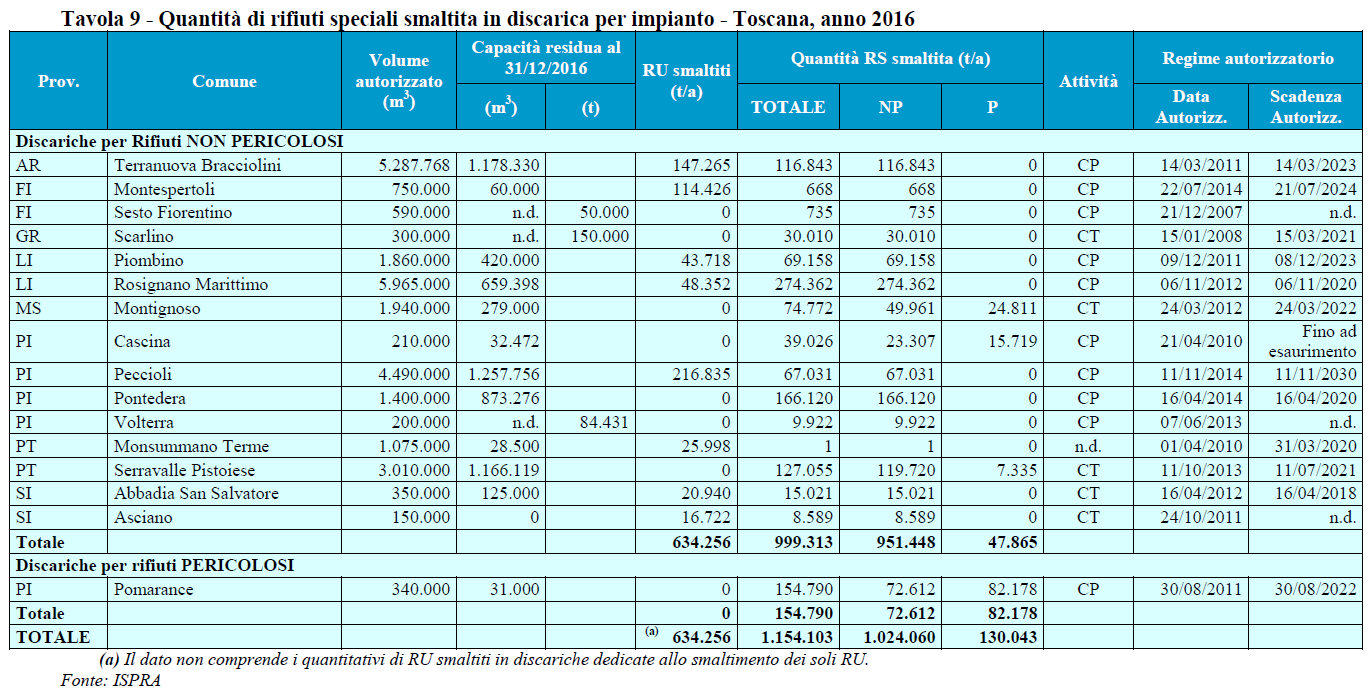 Tavola 9 - Quantità di rifiuti speciali smaltita in discarica per impianto - Toscana, anno 2016
Prov. Comune Volume autorizzato (m3) Capacità residua al 31/12/2016 RU smaltiti (t/a) Quantità RS smaltita (t/a) Attività Regime autorizzatorio
(m3) (t) TOTALE NP P Data Autorizz. Scadenza Autorizz.
Discariche per Rifiuti NON PERICOLOSI
AR Terranuova Bracciolini 5.287.768 1.178.330 147.265 116.843 116.843 0 CP 14/03/2011 14/03/2023
FI Montespertoli 750.000 60.000 114.426 668 668 0 CP 22/07/2014 21/07/2024
FI Sesto Fiorentino 590.000 n.d. 50.000 0 735 735 0 CP 21/12/2007 n.d.
GR Scarlino 300.000 n.d. 150.000 0 30.010 30.010 0 CT 15/01/2008 15/03/2021
LI Piombino 1.860.000 420.000 43.718 69.158 69.158 0 CP 09/12/2011 08/12/2023
LI Rosignano Marittimo 5.965.000 659.398 48.352 274.362 274.362 0 CP 06/11/2012 06/11/2020
MS Montignoso 1.940.000 279.000 0 74.772 49.961 24.811 CT 24/03/2012 24/03/2022
PI Cascina 210.000 32.472 0 39.026 23.307 15.719 CP 21/04/2010 Fino ad esaurimento
PI Peccioli 4.490.000 1.257.756 216.835 67.031 67.031 0 CP 11/11/2014 11/11/2030
PI Pontedera 1.400.000 873.276 0 166.120 166.120 0 CP 16/04/2014 16/04/2020
PI Volterra 200.000 n.d. 84.431 0 9.922 9.922 0 CP 07/06/2013 n.d.
PT Monsummano Terme 1.075.000 28.500 25.998 1 1 0 n.d. 01/04/2010 31/03/2020
PT Serravalle Pistoiese 3.010.000 1.166.119 0 127.055 119.720 7.335 CT 11/10/2013 11/07/2021
SI Abbadia San Salvatore 350.000 125.000 20.940 15.021 15.021 0 CT 16/04/2012 16/04/2018
SI Asciano 150.000 0 16.722 8.589 8.589 0 CT 24/10/2011 n.d.
Totale 634.256 999.313 951.448 47.865
Discariche per rifiuti PERICOLOSI
PI Pomarance 340.000 31.000 0 154.790 72.612 82.178 CP 30/08/2011 30/08/2022
Totale 0 154.790 72.612 82.178
TOTALE (a) 634.256 1.154.103 1.024.060 130.043
(a) Il dato non comprende i quantitativi di RU smaltiti in discariche dedicate allo smaltimento dei soli RU.
Fonte: ISPRA